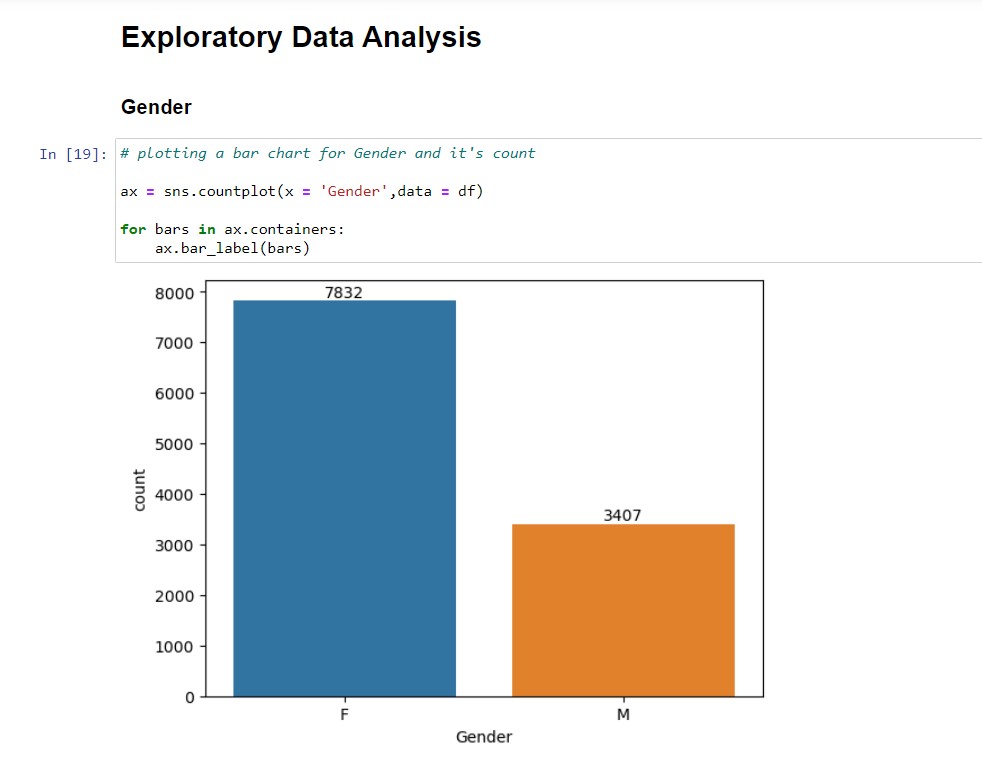 Exploratory Data Analysis
Gender
In [19]:
# plotting a bar chart for Gender and it's count
ax = sns.countplot(x = 'Gender',data = df)
for bars in ax.containers:
    ax.bar_label(bars)
8000
7000
6000
5000
4000
3000
2000
1000
0
count
7832
3407
F
M
Gender